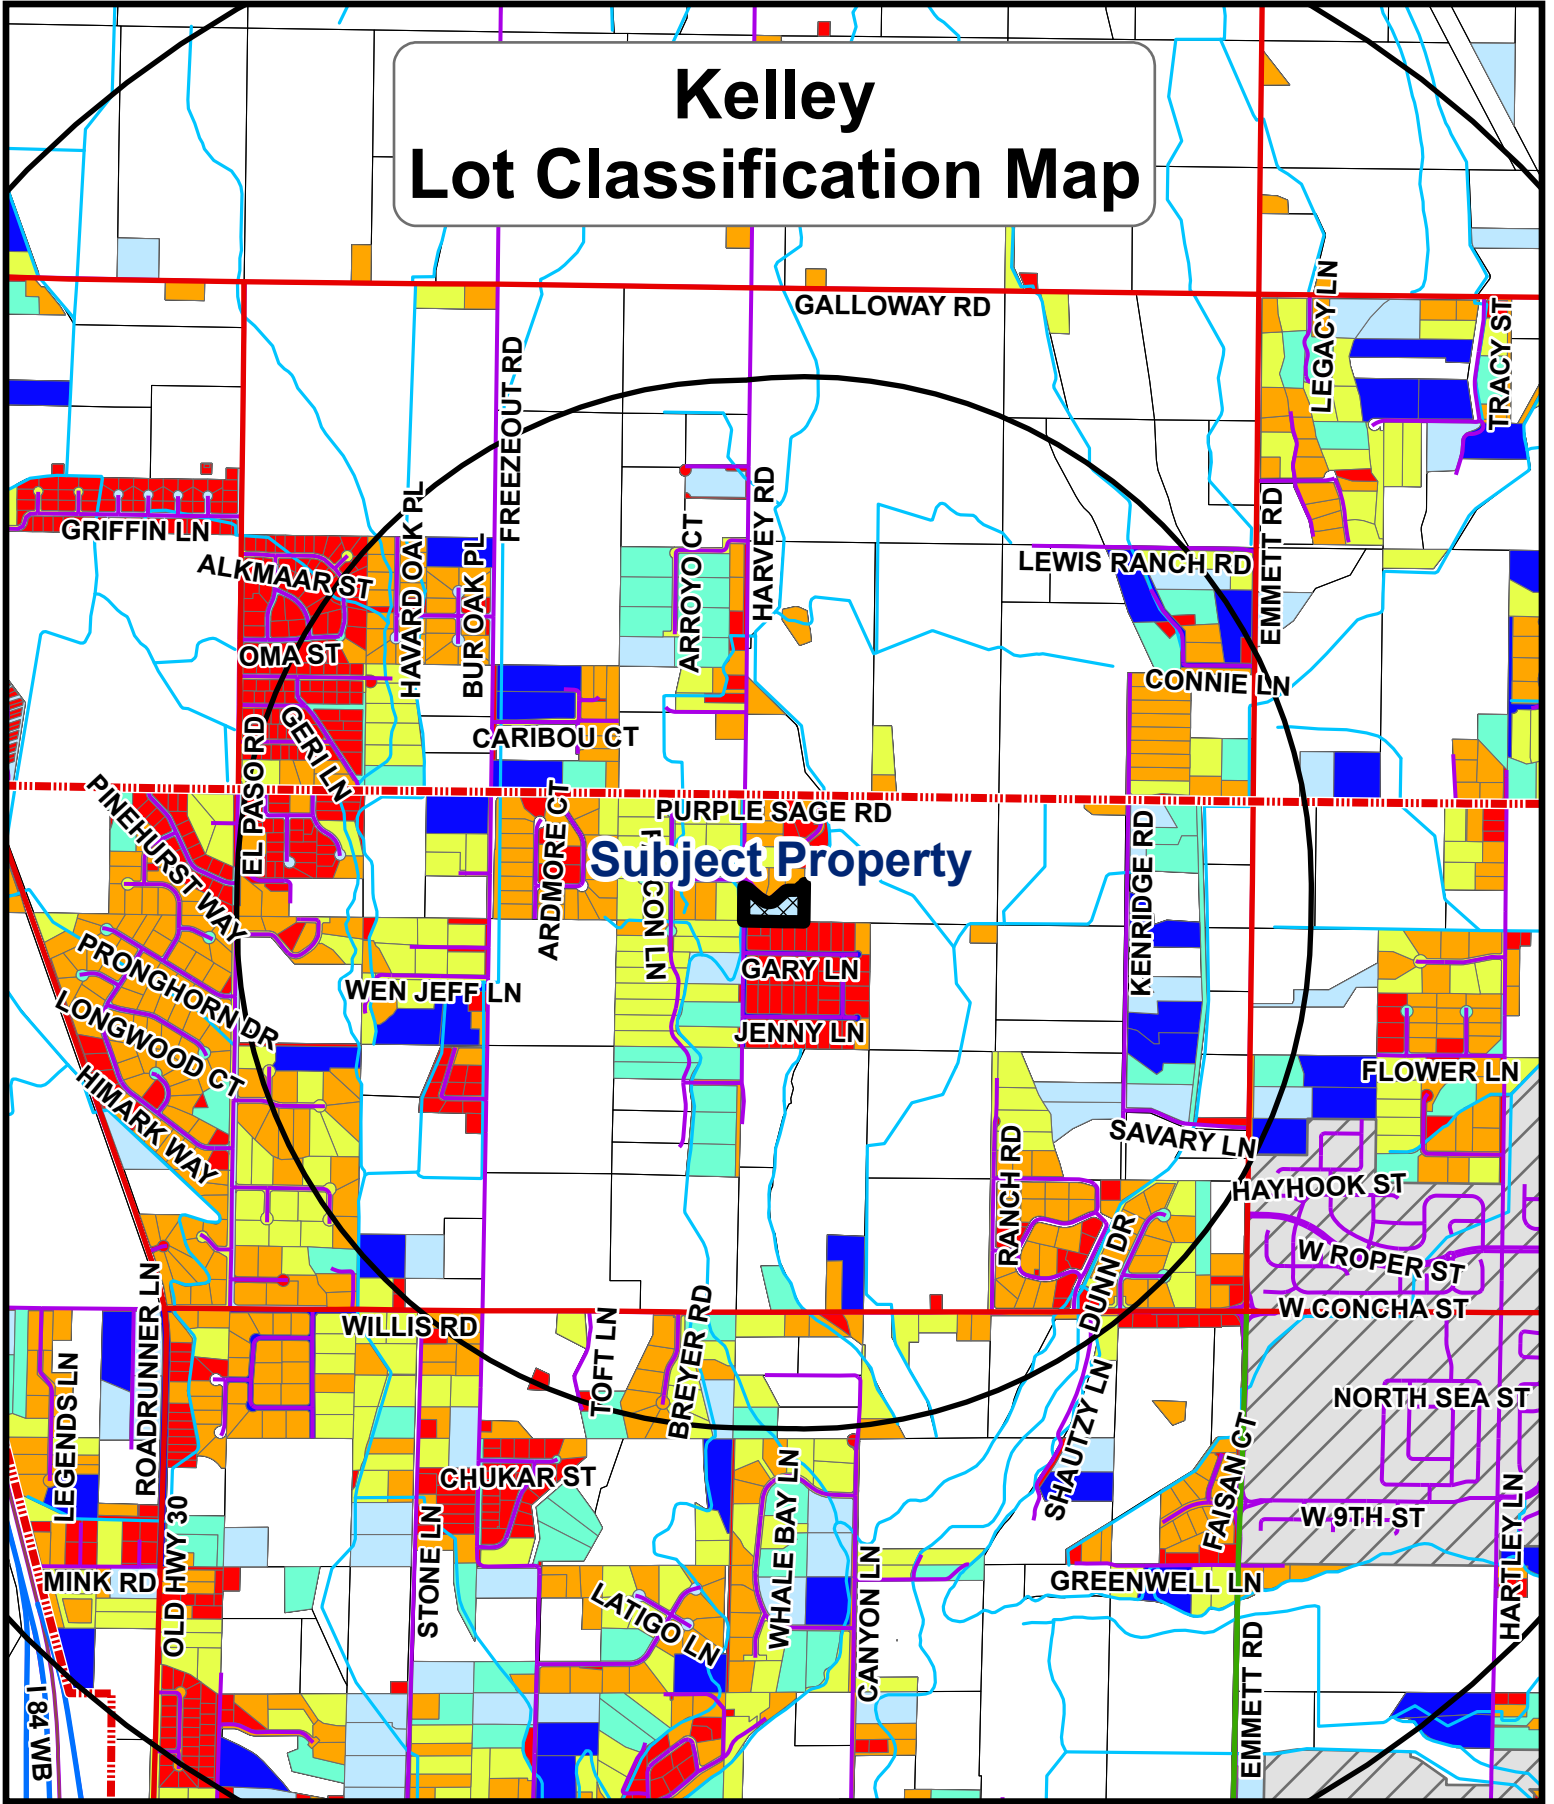 Kelley
Lot Classification Map
GALLOWAY RD
LEGACY LN
TRACY ST
FREEZEOUT RD
HARVEY RD
GRIFFIN LN
HAVARD OAK PL
BUR OAK PL
ARROYO CT
LEWIS RANCH RD
EMMETT RD
ALKMAAR ST
OMA ST
CONNIE LN
GERI LN
EL PASO RD
CARIBOU CT
PINEHURST WAY
ARDMORE CT
PURPLE SAGE RD
Subject Property
CON LN
KENRIDGE RD
PRONGHORN DR
WEN JEFF LN
GARY LN
LONGWOOD CT
JENNY LN
HIMARK WAY
FLOWER LN
RANCH RD
SAVARY LN
HAYHOOK ST
DUNN DR
W ROPER ST
W CONCHA ST
ROADRUNNER LN
WILLIS RD
TOFT LN
BREYER RD
LEGENDS LN
SHAUTZY LN
NORTH SEA ST
FAISAN CT
CHUKAR ST
WHALE BAY LN
OLD HWY 30
STONE LN
W 9TH ST
HARTLEY LN
CANYON LN
MINK RD
LATIGO LN
GREENWELL LN
EMMETT RD
I 84 WB